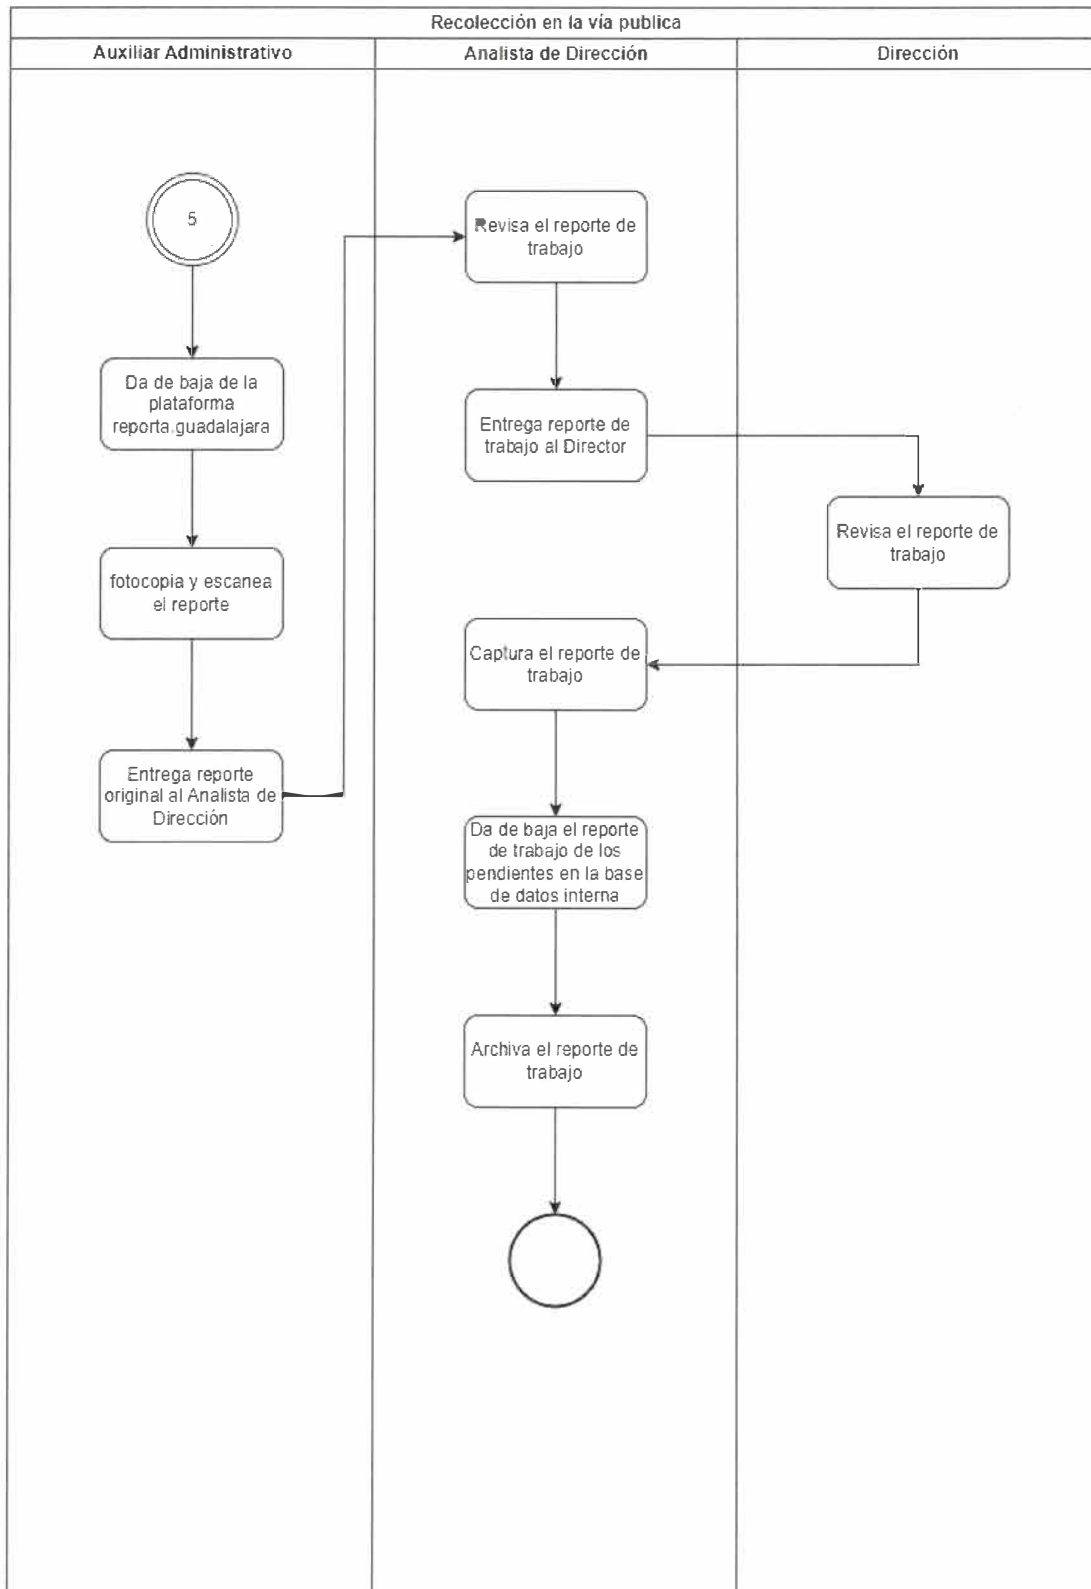 Recolección en la vía publica
Auxiliar Administrativo
Analista de Dirección
Dirección
5
Da de baja de la
plataforma
reporta.guadalajara
fotocopia y escanea
el reporte
Entrega reporte
original al Analista de
Dirección
Revisa el reporte de
trabajo
Entrega reporte de
trabajo al Director
Revisa el reporte de
trabajo
Captura el reporte de
trabajo
Da de baja el reporte
de trabajo de los
pendientes en la base
de datos interna
Archiva el reporte de
trabajo